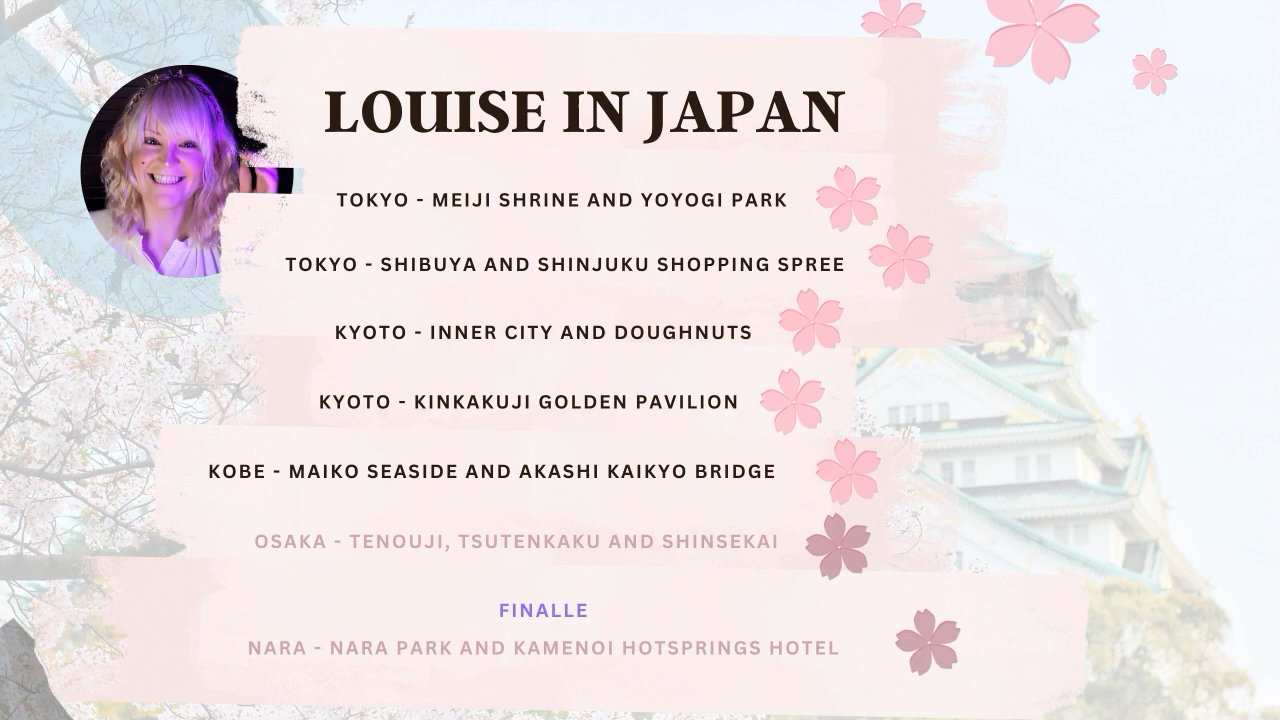 LOUISE IN JAPAN
TOKYO - MEIJI SHRINE AND YOYOGI PARK
TOKYO - SHIBUYA AND SHINJUKU SHOPPING SPREE
KYOTO - INNER CITY AND DOUGHNUTS
KYOTO - KINKAKUJI GOLDEN PAVILION
KOBE - MAIKO SEASIDE AND AKASHI KAIKYO BRIDGE
OSAKA - TENOUJI, TSUTENKAKU AND SHINSEKAI
FINALLE
NARA - NARA PARK AND KAMENOI HOTSPRINGS HOTEL